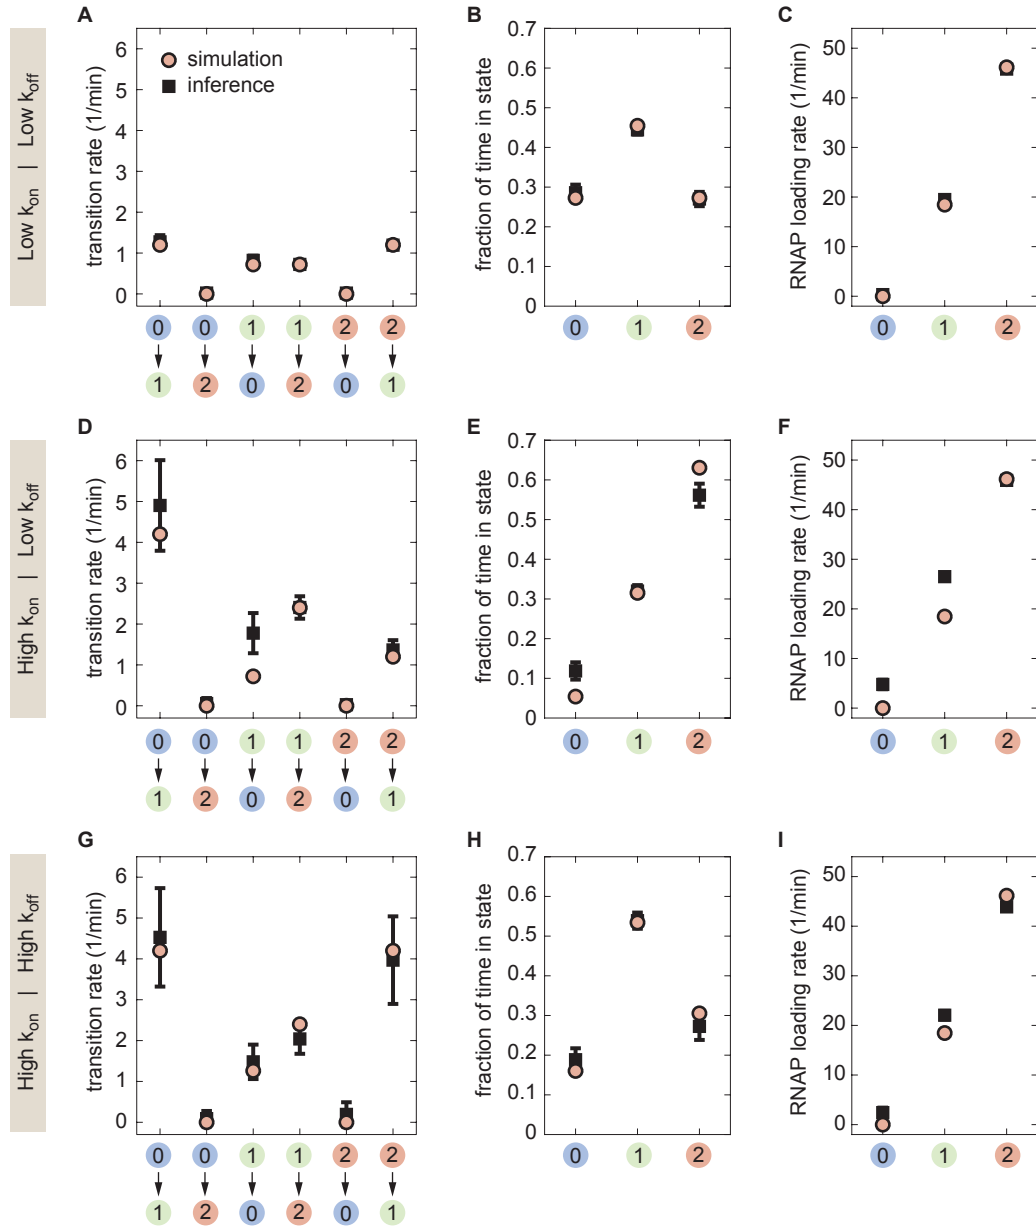 Low kon | Low koff
A
transition rate (1/min)
6
5
4
3
2
1
0
simulation
inference
0 0 1 1 2 2
1 2 0 2 0 1
B
fraction of time in state
0.7
0.6
0.5
0.4
0.3
0.2
0.1
0
0 1 2
C
RNAP loading rate (1/min)
50
40
30
20
10
0
0 1 2
High kon | Low koff
D
transition rate (1/min)
6
5
4
3
2
1
0
0 0 1 1 2 2
1 2 0 2 0 1
E
fraction of time in state
0.7
0.6
0.5
0.4
0.3
0.2
0.1
0
0 1 2
F
RNAP loading rate (1/min)
50
40
30
20
10
0
0 1 2
High kon | High koff
G
transition rate (1/min)
6
5
4
3
2
1
0
0 0 1 1 2 2
1 2 0 2 0 1
H
fraction of time in state
0.7
0.6
0.5
0.4
0.3
0.2
0.1
0
0 1 2
I
RNAP loading rate (1/min)
50
40
30
20
10
0
0 1 2